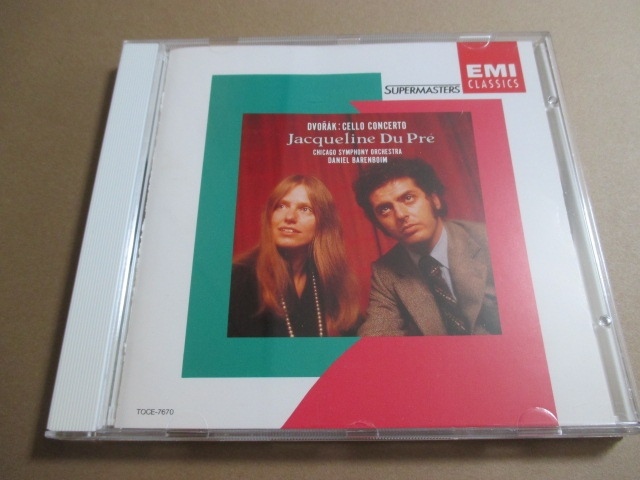 SUPERMASTERS
EMI
CLASSICS
DVOŘÁK: CELLO CONCERTO
Jacqueline Du Pré
CHICAGO SYMPHONY ORCHESTRA
DANIEL BARENBOIM
TOCE-7670